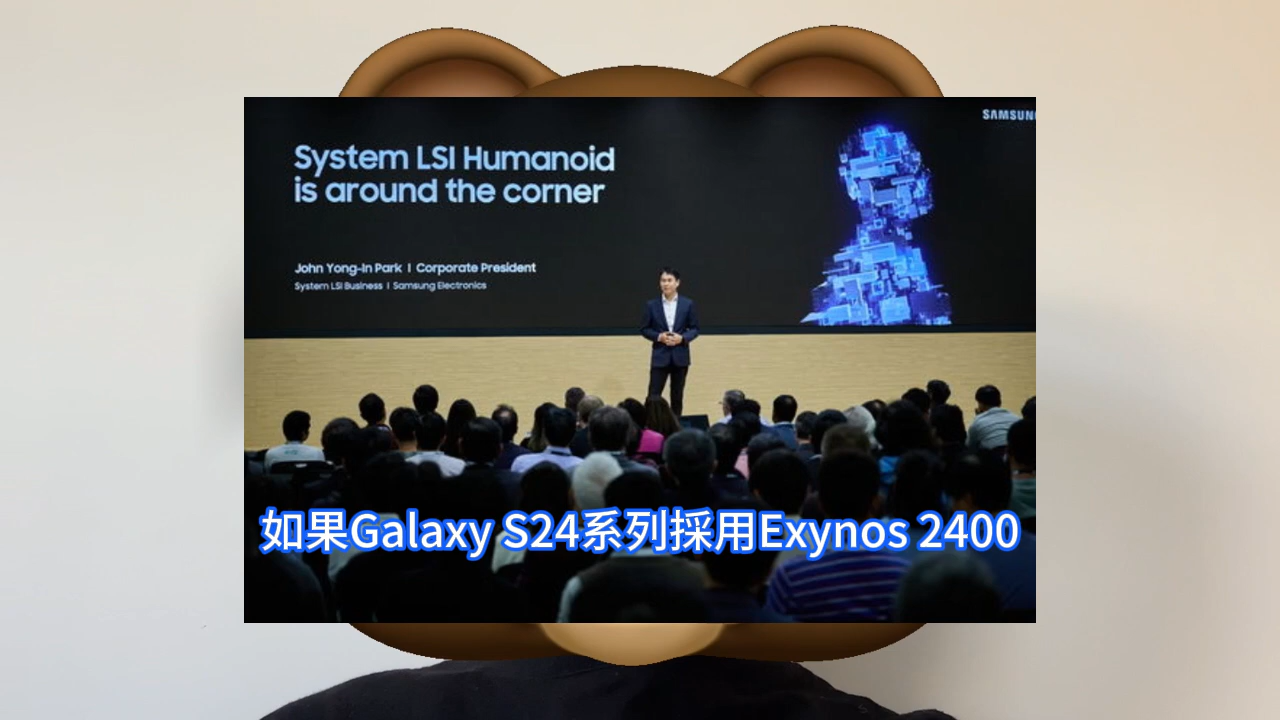 SAMSUN
System LSI Humanoid
is around the corner
John Yong-In Park | Corporate President
System LSI Business | Samsung Electronics
如果Galaxy S24系列採用Exynos 2400